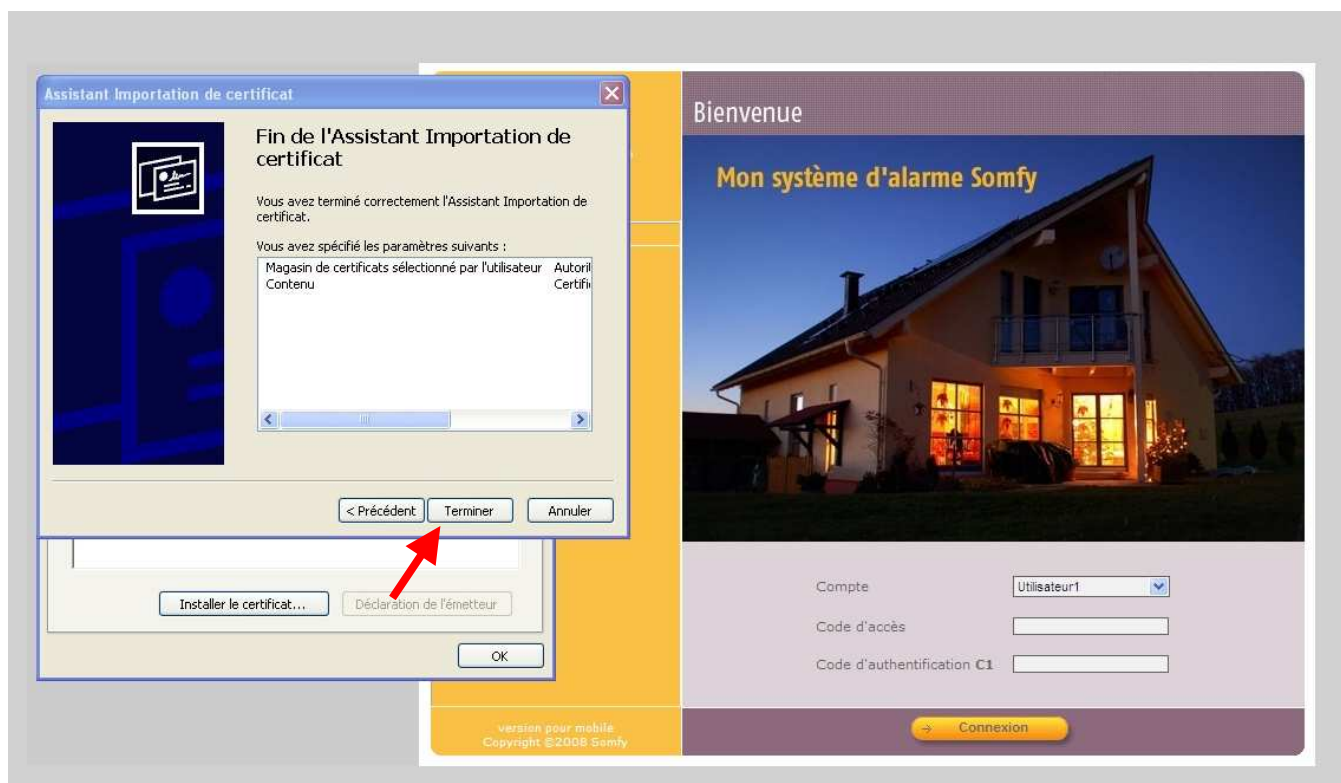 Assistant Importation de certificat
Fin de l'Assistant Importation de
certificat
Vous avez terminé correctement l'Assistant Importation de
certificat.
Vous avez spécifié les paramètres suivants :
Magasin de certificats sélectionné par l'utilisateur
Contenu
< Précédent
Terminer
Annuler
Installer le certificat...
Déclaration de l'émetteur
OK
Bienvenue
Mon système d'alarme Somfy
Compte
Utilisateur1
Code d'accès
Code d'authentification C1
version pour mobile
Copyright ©2008 Somfy
Connexion